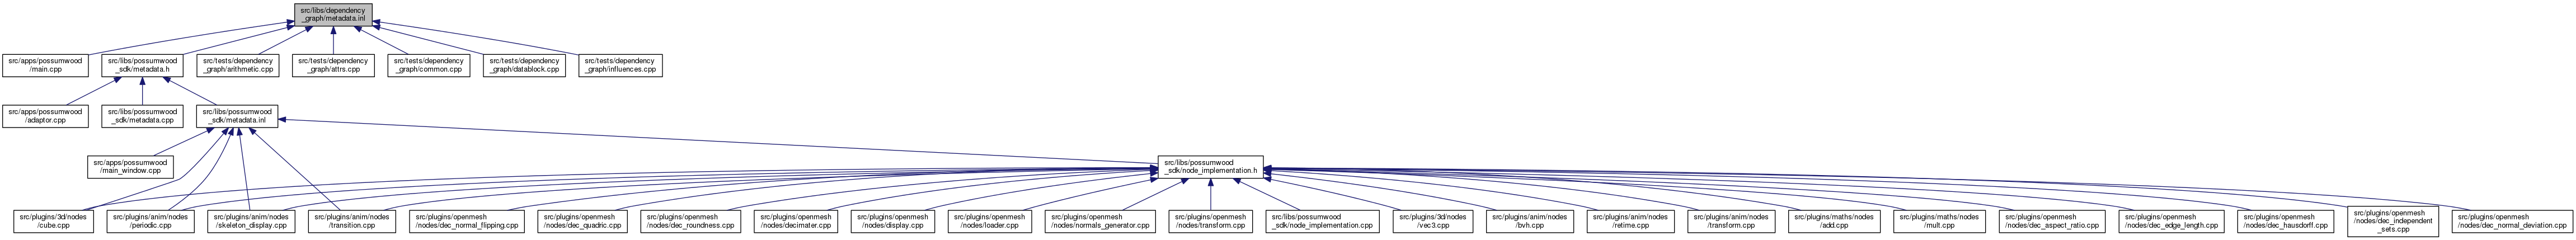 src/libs/dependency
_graph/metadata.inl
src/apps/possumwood
/main.cpp
src/libs/possumwood
_sdk/metadata.h
src/tests/dependency
_graph/arithmetic.cpp
src/tests/dependency
_graph/attrs.cpp
src/tests/dependency
_graph/common.cpp
src/tests/dependency
_graph/datablock.cpp
src/tests/dependency
_graph/influences.cpp
src/apps/possumwood
/adaptor.cpp
src/libs/possumwood
_sdk/metadata.cpp
src/libs/possumwood
_sdk/metadata.inl
src/apps/possumwood
/main_window.cpp
src/libs/possumwood
_sdk/node_implementation.h
src/plugins/3d/nodes
/cube.cpp
src/plugins/anim/nodes
/periodic.cpp
src/plugins/anim/nodes
/skeleton_display.cpp
src/plugins/anim/nodes
/transition.cpp
src/plugins/openmesh
/nodes/dec_normal_flipping.cpp
src/plugins/openmesh
/nodes/dec_quadric.cpp
src/plugins/openmesh
/nodes/dec_roundness.cpp
src/plugins/openmesh
/nodes/decimater.cpp
src/plugins/openmesh
/nodes/display.cpp
src/plugins/openmesh
/nodes/loader.cpp
src/plugins/openmesh
/nodes/normals_generator.cpp
src/plugins/openmesh
/nodes/transform.cpp
src/libs/possumwood
_sdk/node_implementation.cpp
src/plugins/3d/nodes
/vec3.cpp
src/plugins/anim/nodes
/bvh.cpp
src/plugins/anim/nodes
/retime.cpp
src/plugins/anim/nodes
/transform.cpp
src/plugins/maths/nodes
/add.cpp
src/plugins/maths/nodes
/mult.cpp
src/plugins/openmesh
/nodes/dec_aspect_ratio.cpp
src/plugins/openmesh
/nodes/dec_edge_length.cpp
src/plugins/openmesh
/nodes/dec_hausdorff.cpp
src/plugins/openmesh
/nodes/dec_independent
_sets.cpp
src/plugins/openmesh
/nodes/dec_normal_deviation.cpp